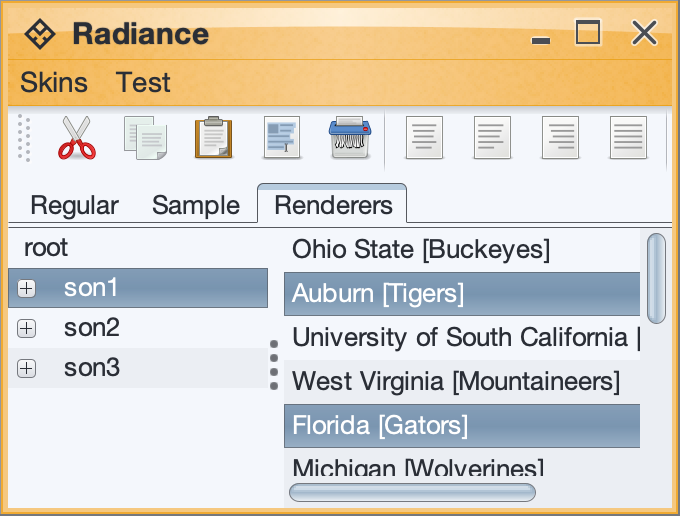 Radiance
Skins Test
Regular Sample Renderers
root
son1
son2
son3
Ohio State [Buckeyes]
Auburn [Tigers]
University of South California [
West Virginia [Mountaineers]
Florida [Gators]
Michigan [Wolverines]